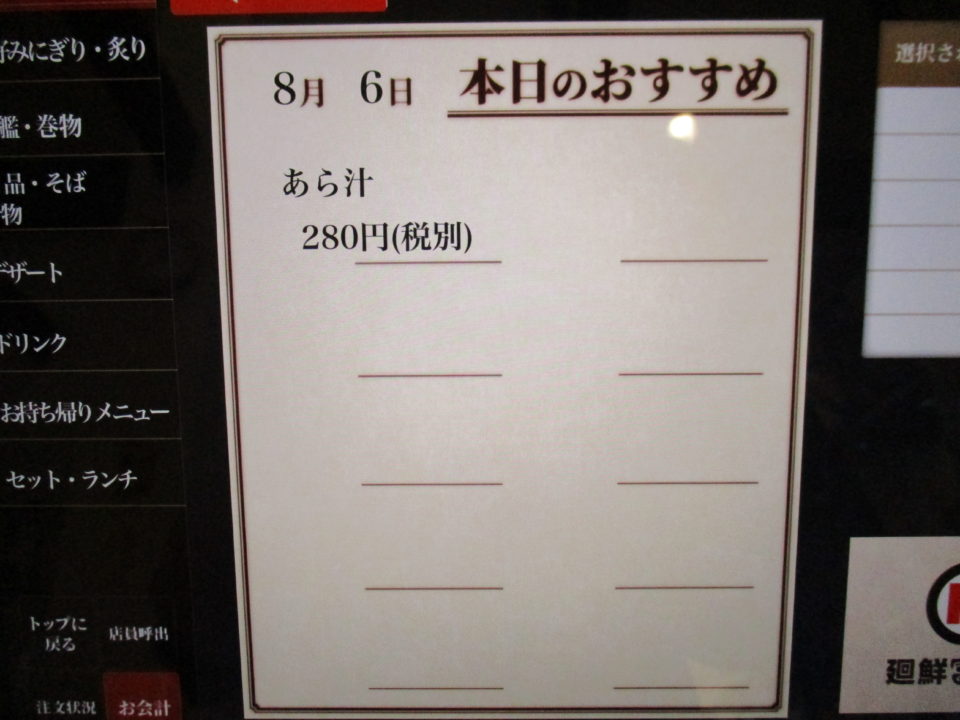 好みにぎり・炙り
艦・巻物
品・そば
物
デザート
ドリンク
お持ち帰りメニュー
セット・ランチ
トップに
戻る
店員呼出
注文状況
お会計
8月 6日 本日のおすすめ
あら汁
280円(税別)
選択され
廻鮮